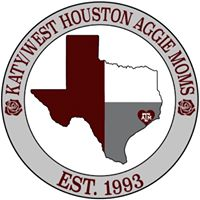 KATY/WEST HOUSTON AGGIE MOMS
ATM
EST. 1993